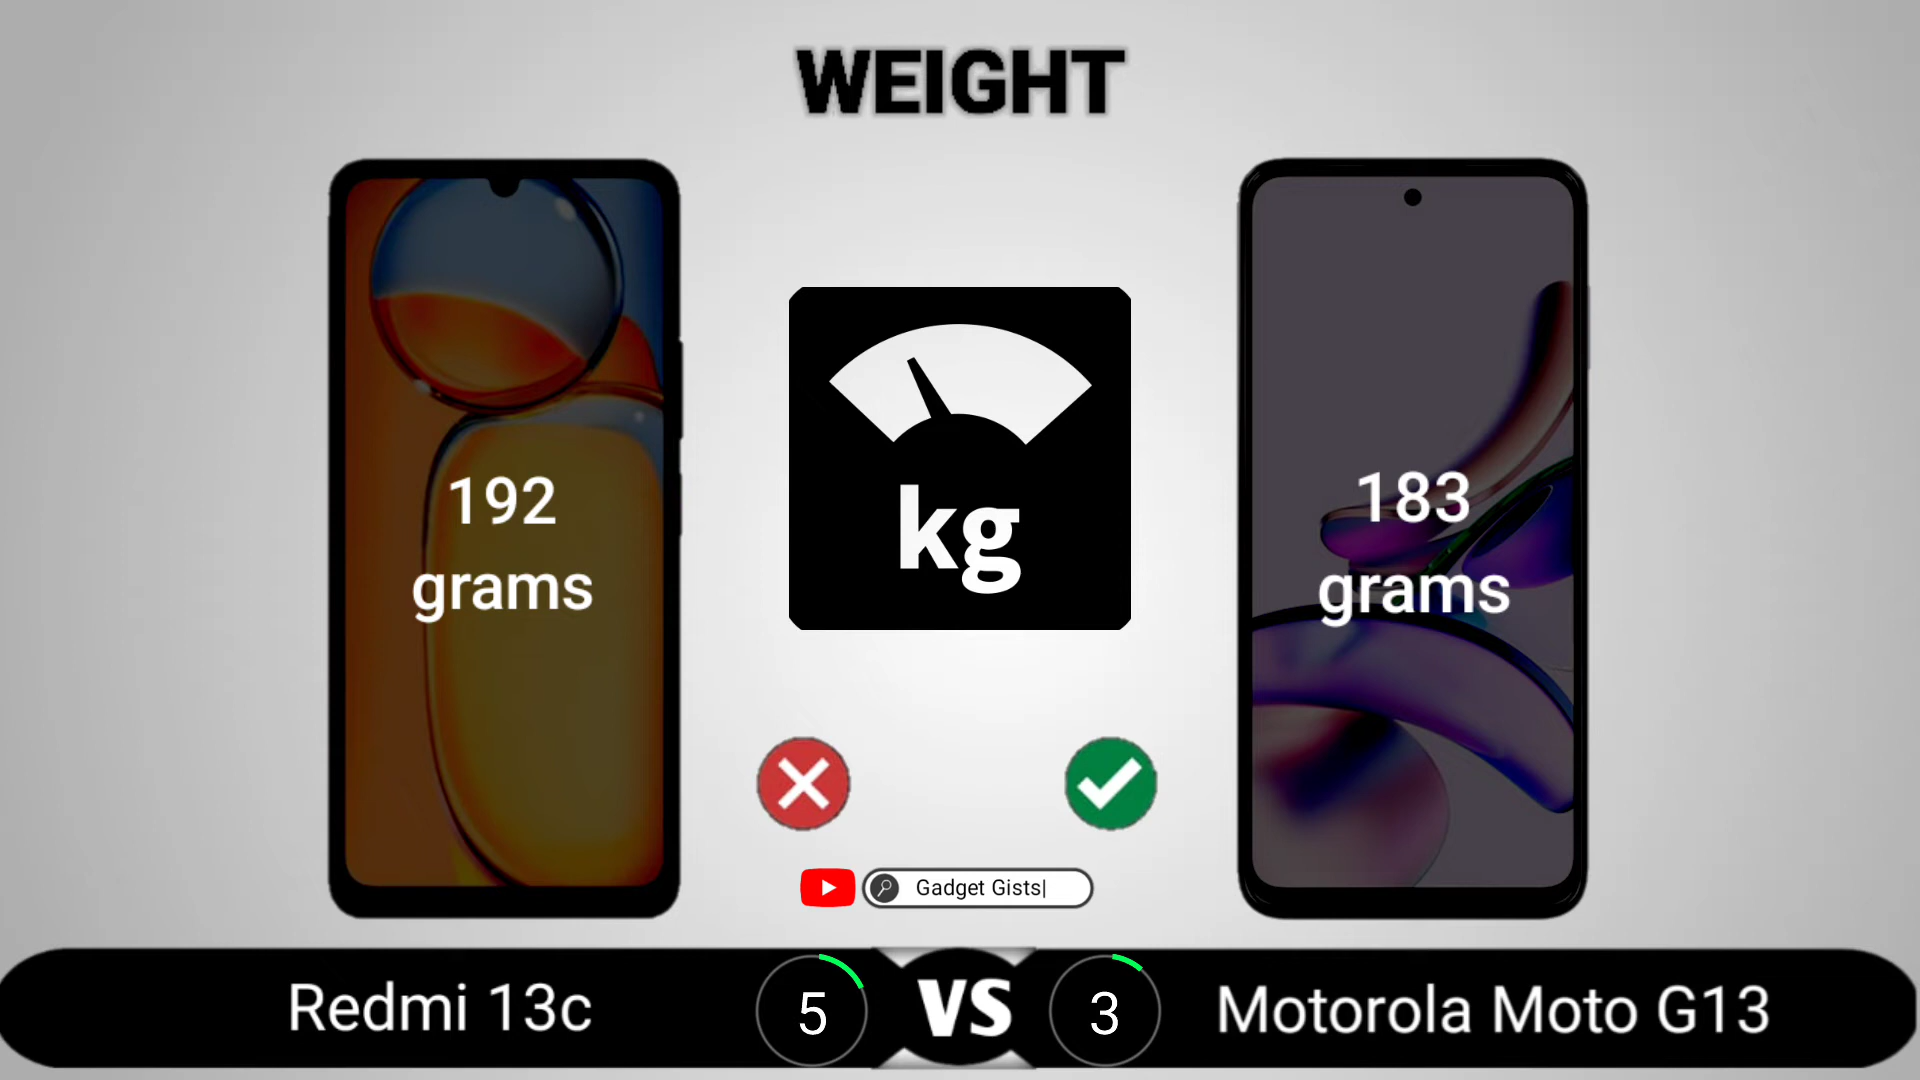 WEIGHT
192
grams
kg
183
grams
Gadget Gists|
Redmi 13c
5
VS
3
Motorola Moto G13